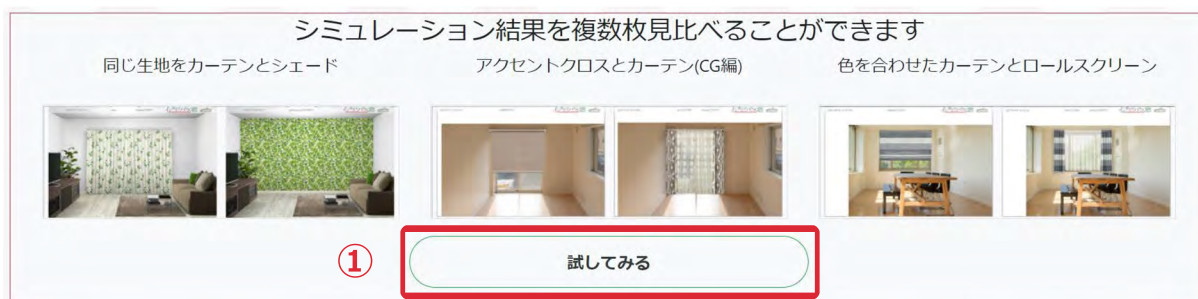 シミュレーション結果を複数枚見比べることができます
同じ生地をカーテンとシェード
アクセントクロスとカーテン(CG編)
色を合わせたカーテンとロールスクリーン
①
試してみる